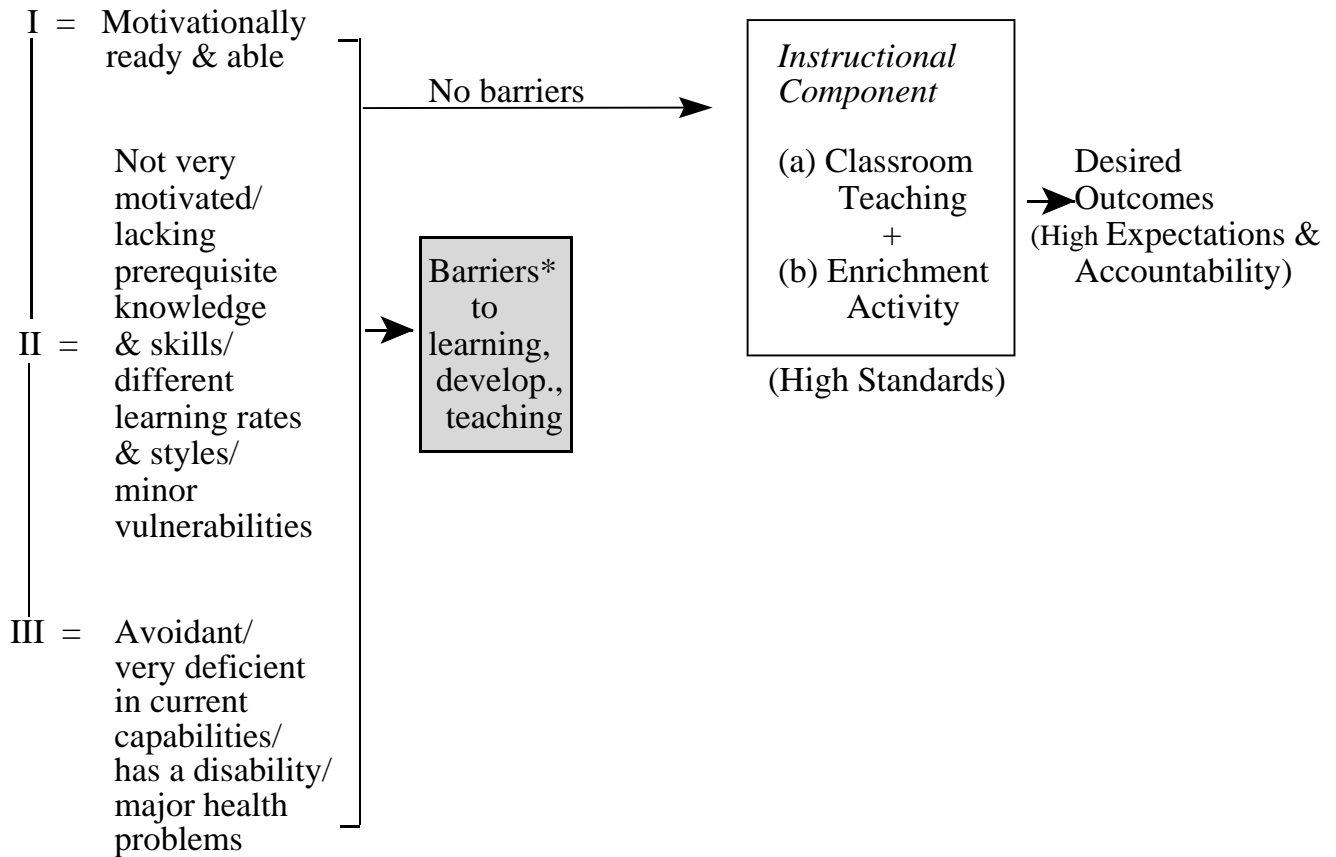 I = Motivationally
ready & able
No barriers
Not very
motivated/
lacking
prerequisite
knowledge
II = & skills/
different
learning rates
& styles/
minor
vulnerabilities
III = Avoidant/
very deficient
in current
capabilities/
has a disability/
major health
problems
Barriers*
to
learning,
develop.,
teaching
Instructional
Component
(a) Classroom
Teaching
+
(b) Enrichment
Activity
(High Standards)
Desired
Outcomes
(High Expectations &
Accountability)